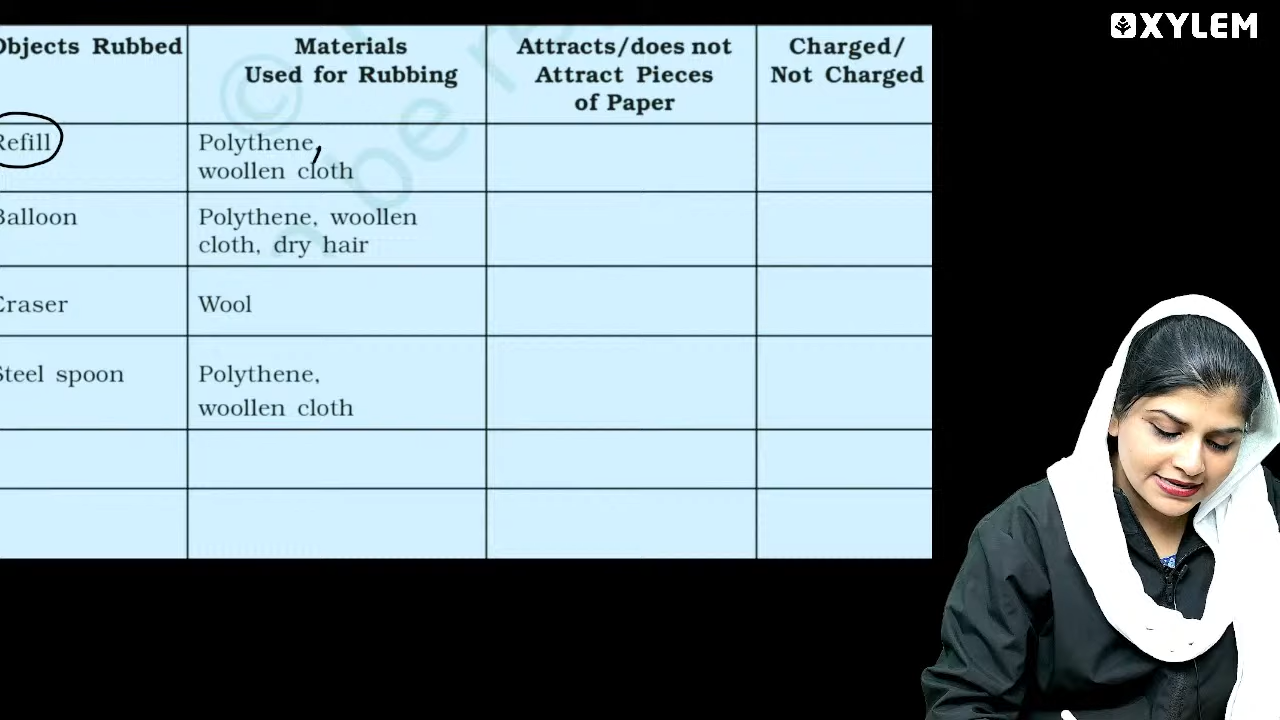 XYLEM
Objects Rubbed
Materials
Used for Rubbing
Attracts/does not
Attract Pieces
of Paper
Charged/
Not Charged
Refill
Polythene,
woollen cloth
Balloon
Polythene, woollen
cloth, dry hair
Eraser
Wool
Steel spoon
Polythene,
woollen cloth
©
be